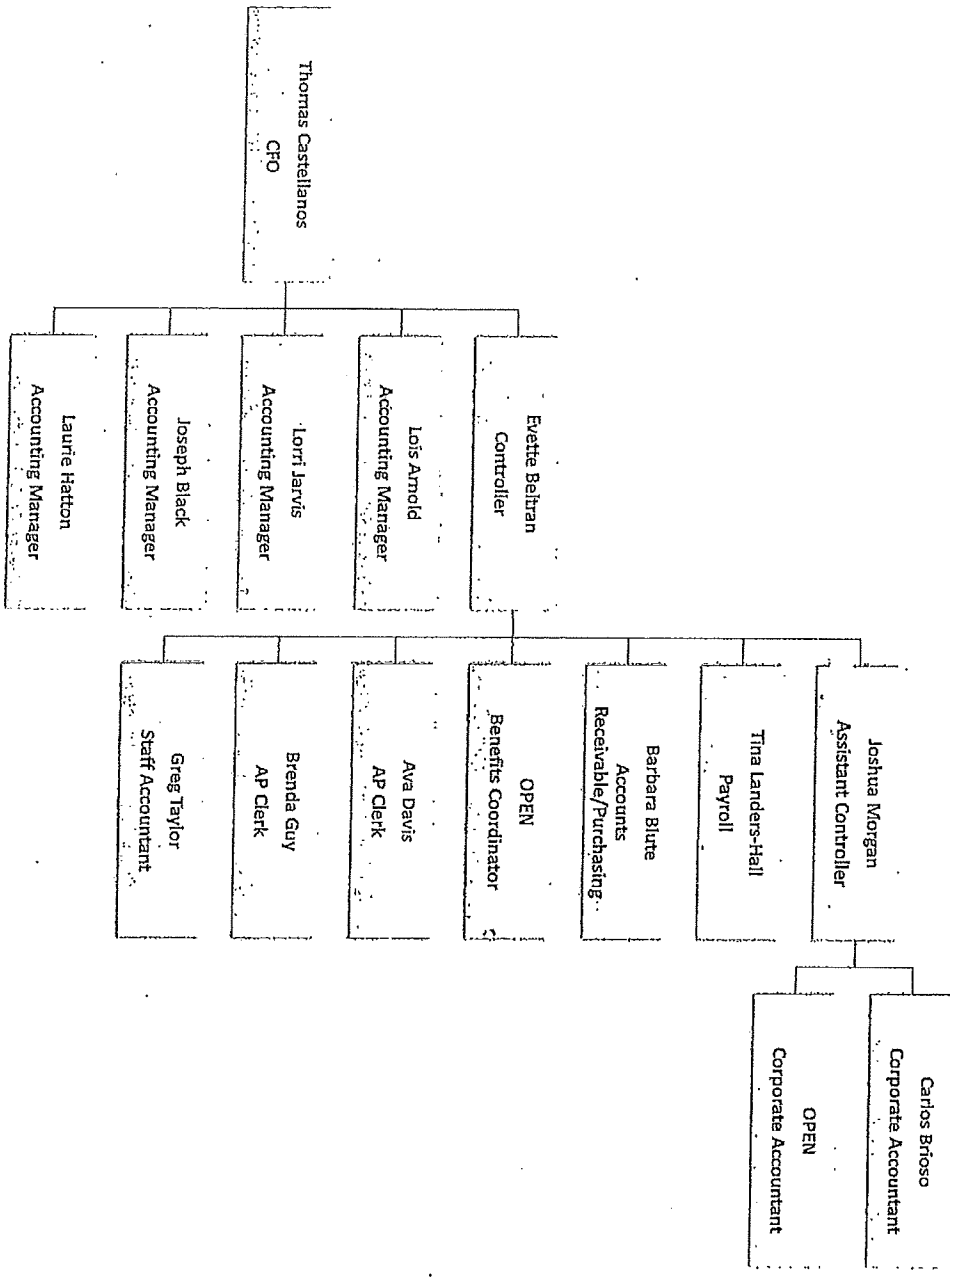 Thomas Castellanos
CFO
Evette Beltran
Controller
Lois Arnold
Accounting Manager
Lorri Jarvis
Accounting Manager
Joseph Black
Accounting Manager
Laurie Hatton
Accounting Manager
Joshua Morgan
Assistant Controller
Tina Landers-Hall
Payroll
Barbara Blute
Accounts
Receivable/Purchasing
OPEN
Benefits Coordinator
Ava Davis
AP Clerk
Brenda Guy
AP Clerk
Greg Taylor
Staff Accountant
Carlos Brioso
Corporate Accountant
OPEN
Corporate Accountant